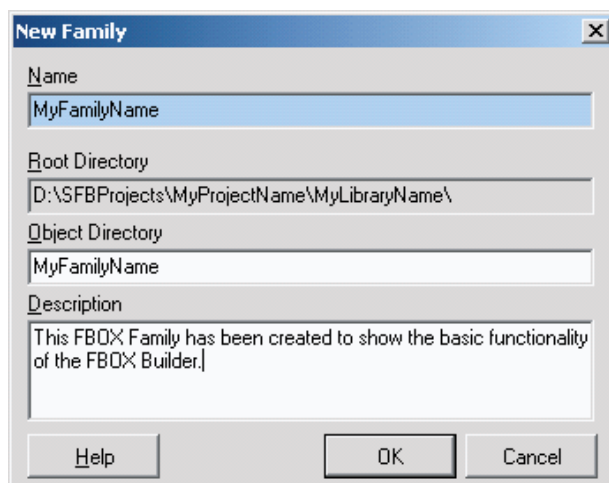 New Family
Name
MyFamilyName
Root Directory
D:\SFBProjects\MyProjectName\MyLibraryName\
Object Directory
MyFamilyName
Description
This FBOX Family has been created to show the basic functionality
of the FBOX Builder.
Help OK Cancel